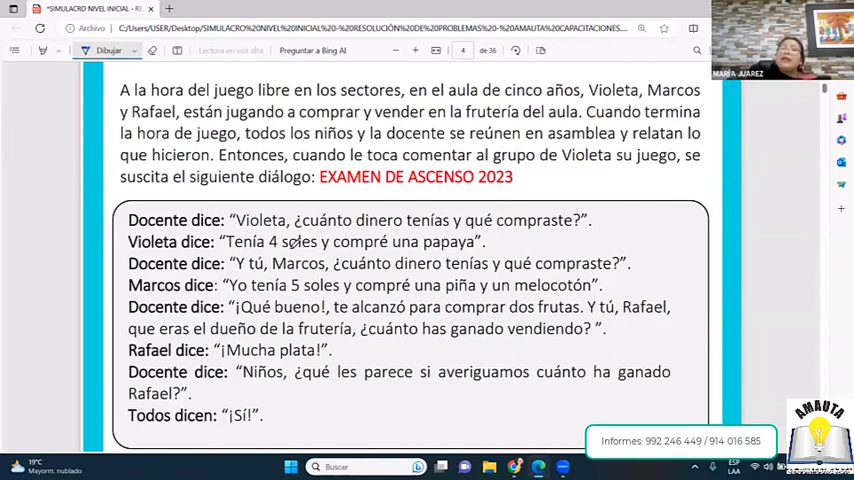 *SIMULACRO NIVEL INICIAL - RE
C:/Users/USER/Desktop/SIMULACRO%20NIVEL%20INICIAL%20-%20RESOLUCIÓN%20DE%20PROBLEMAS%20-%20AMAUTA%20CAPACITACIONES....
Dibujar
Lectura en voz alta
Preguntar a Bing AI
4
de 36
MARIA JUAREZ
A la hora del juego libre en los sectores, en el aula de cinco años, Violeta, Marcos
y Rafael, están jugando a comprar y vender en la frutería del aula. Cuando termina
la hora de juego, todos los niños y la docente se reúnen en asamblea y relatan lo
que hicieron. Entonces, cuando le toca comentar al grupo de Violeta su juego, se
suscita el siguiente diálogo: EXAMEN DE ASCENSO 2023
Docente dice: “Violeta, ¿cuánto dinero tenías y qué compraste?”.
Violeta dice: “Tenía 4 soles y compré una papaya”.
Docente dice: “Y tú, Marcos, ¿cuánto dinero tenías y qué compraste?”.
Marcos dice: “Yo tenía 5 soles y compré una piña y un melocotón”.
Docente dice: “¡Qué bueno!, te alcanzó para comprar dos frutas. Y tú, Rafael,
que eras el dueño de la frutería, ¿cuánto has ganado vendiendo? ”.
Rafael dice: “¡Mucha plata!”.
Docente dice: “Niños, ¿qué les parece si averiguamos cuánto ha ganado
Rafael?”.
Todos dicen: “¡Sí!”.
Informes: 992 246 449 / 914 016 585
AMAUTA
19°C
Mayorm. nublado
Buscar
ESP
LAA